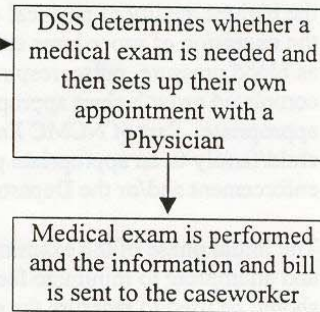 DSS determines whether a
medical exam is needed and
then sets up their own
appointment with a
Physician
Medical exam is performed
and the information and bill
is sent to the caseworker